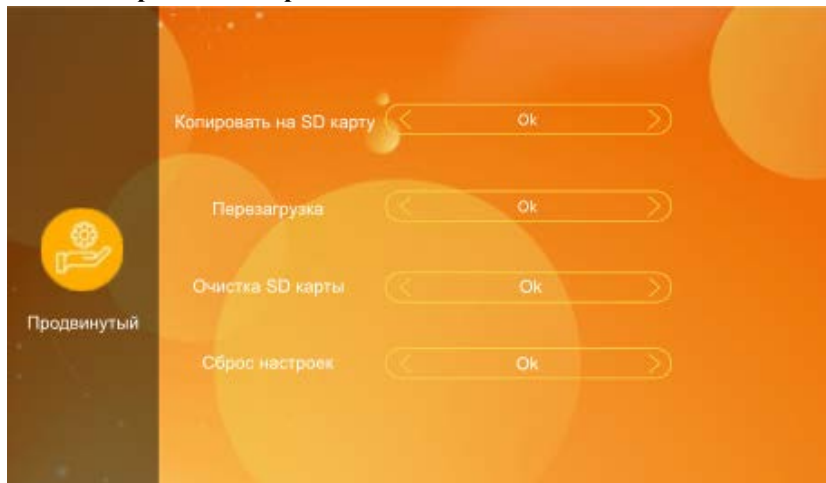 Копировать на SD карту
Ok
Перезагрузка
Ok
Очистка SD карты
Ok
Продвинутый
Сброс настроек
Ok